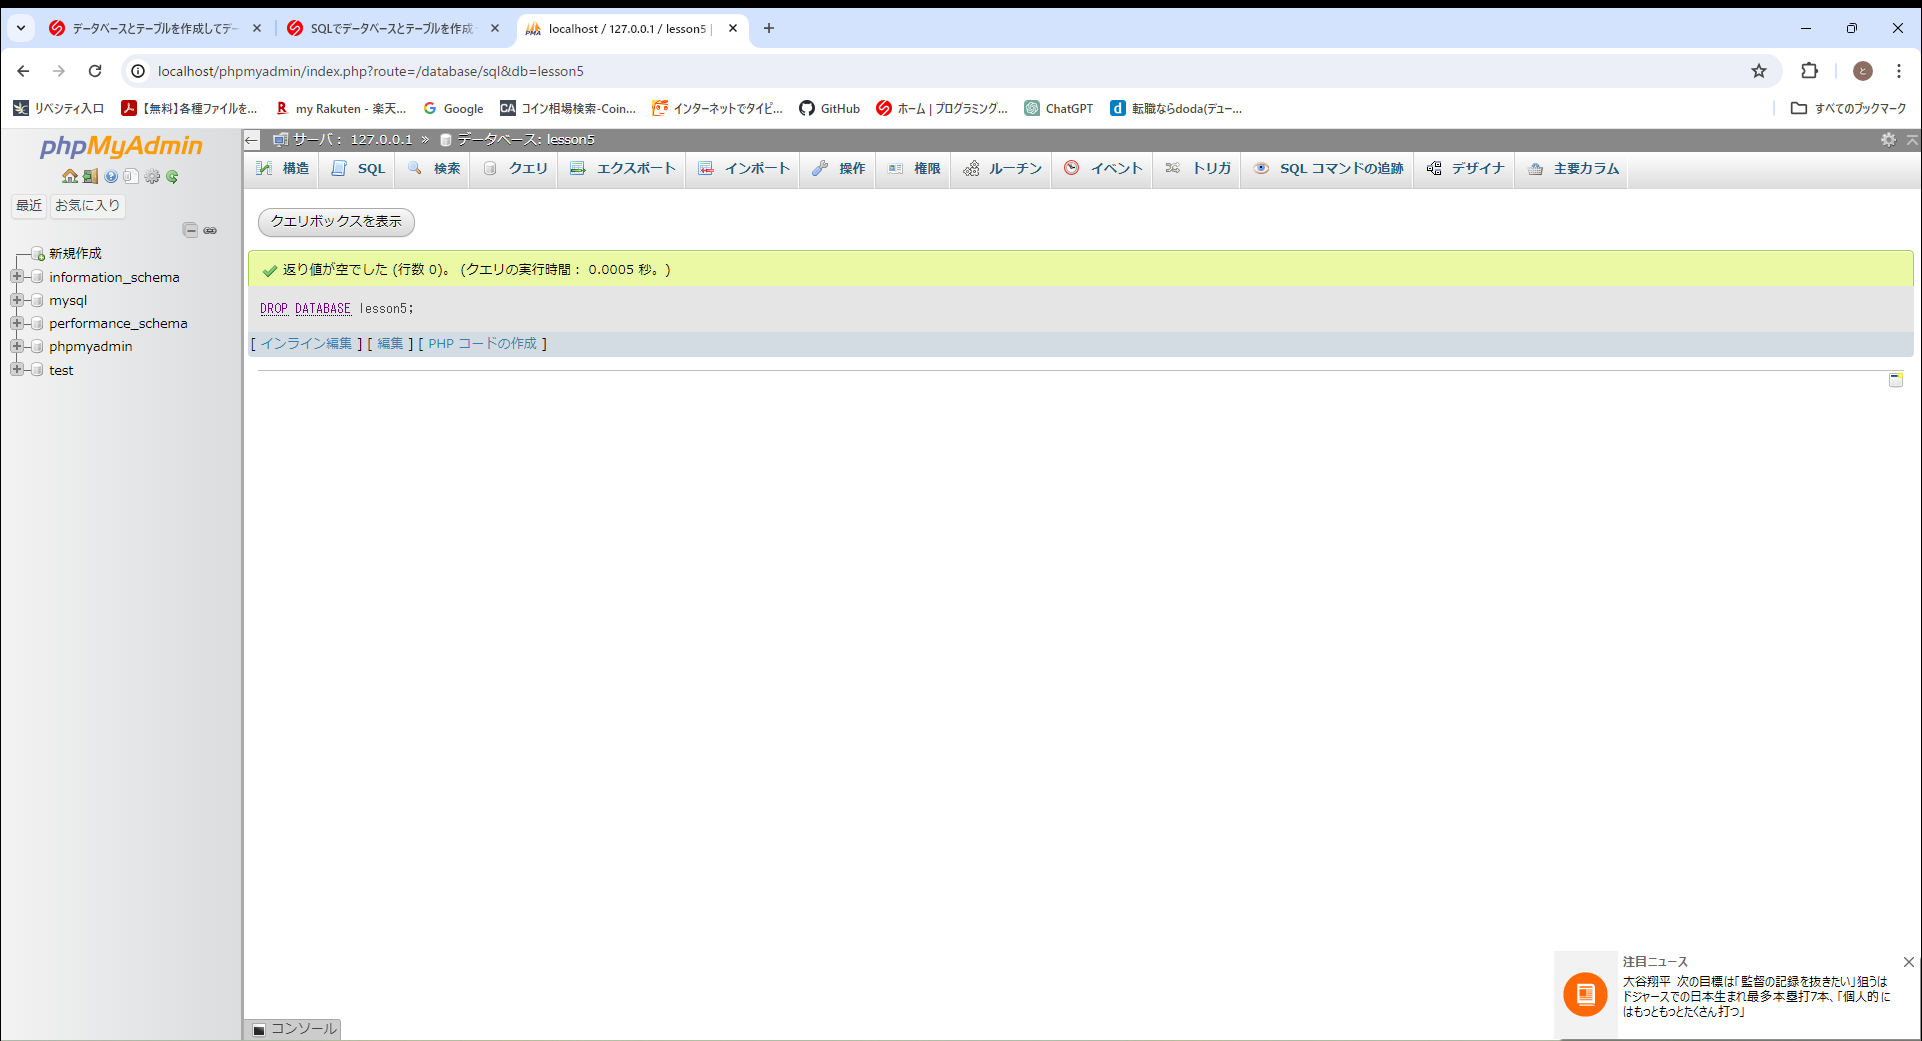 データベースとテーブルを作成してデー
SQLでデータベースとテーブルを作成
localhost / 127.0.0.1 / lesson5 |
localhost/phpmyadmin/index.php?route=/database/sql&db=lesson5
と
リベシティ入口
【無料】各種ファイルを...
my Rakuten - 楽天...
Google
コイン相場検索-Coin...
インターネットでタイピ...
GitHub
ホーム | プログラミング...
ChatGPT
転職ならdoda(デュー...
すべてのブックマーク
phpMyAdmin
最近 お気に入り
新規作成
information_schema
mysql
performance_schema
phpmyadmin
test
サーバ: 127.0.0.1 » データベース: lesson5
構造 SQL 検索 クエリ エクスポート インポート 操作 権限 ルーチン イベント トリガ SQL コマンドの追跡 デザイナ 主要カラム
クエリボックスを表示
返り値が空でした (行数 0)。 (クエリの実行時間: 0.0005 秒。)
DROP DATABASE lesson5;
[ インライン編集 ] [ 編集 ] [ PHP コードの作成 ]
コンソール
注目ニュース
大谷翔平 次の目標は「監督の記録を抜きたい」狙うは
ドジャースでの日本生まれ最多本塁打7本、「個人的に
はもっともっとたくさん打つ」